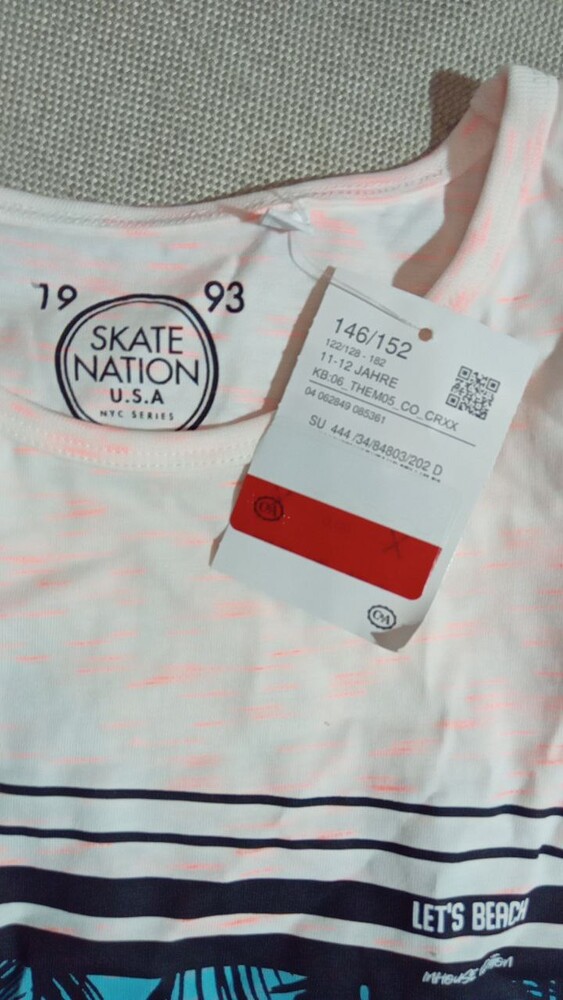 19 93
SKATE
NATION
U.S.A
NYC SERIES
146/152
122/128 - 182
11-12 JAHRE
KB:06_THEM05_CO_CRXX
04 062849 085361
SU 444 /34/84803/202 D
C&A
C&A
LET'S BEACH